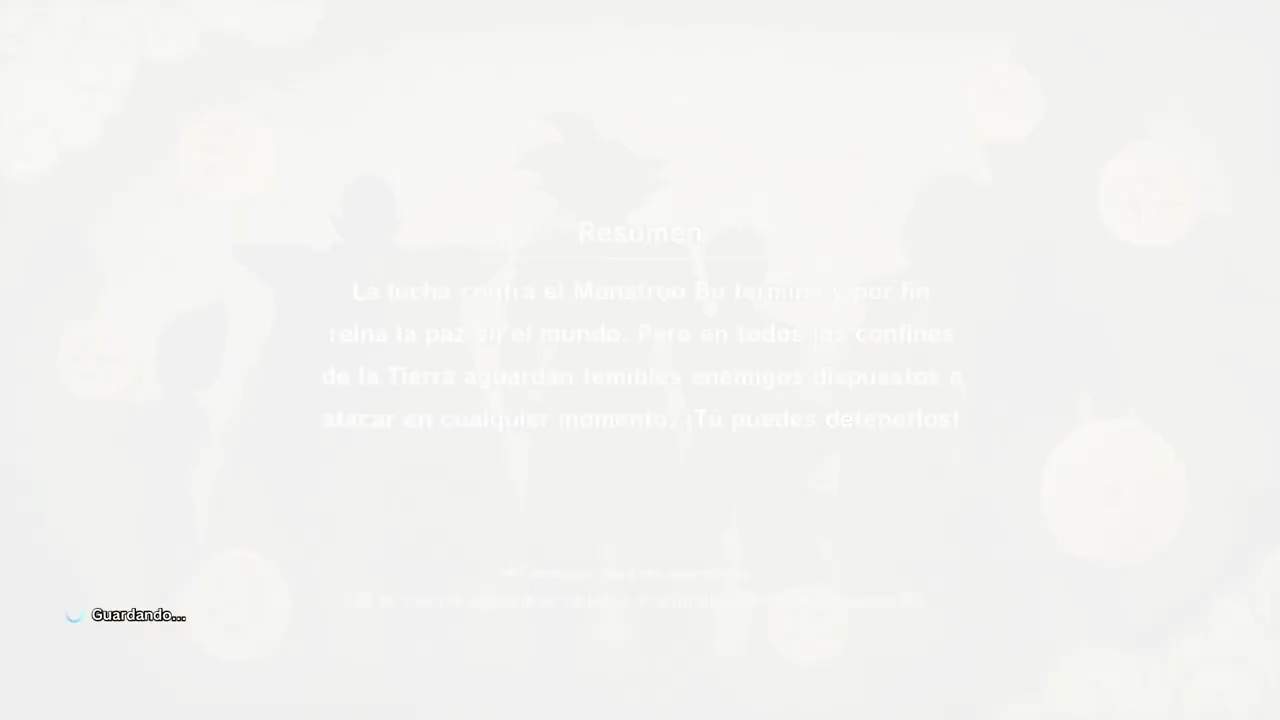 Resumen
La lucha contra el Monstruo Bu terminó y por fin
reina la paz en el mundo. Pero en todos los confines
de la Tierra aguardan temibles enemigos dispuestos a
atacar en cualquier momento. ¡Tú puedes detenerlos!
Guardando...